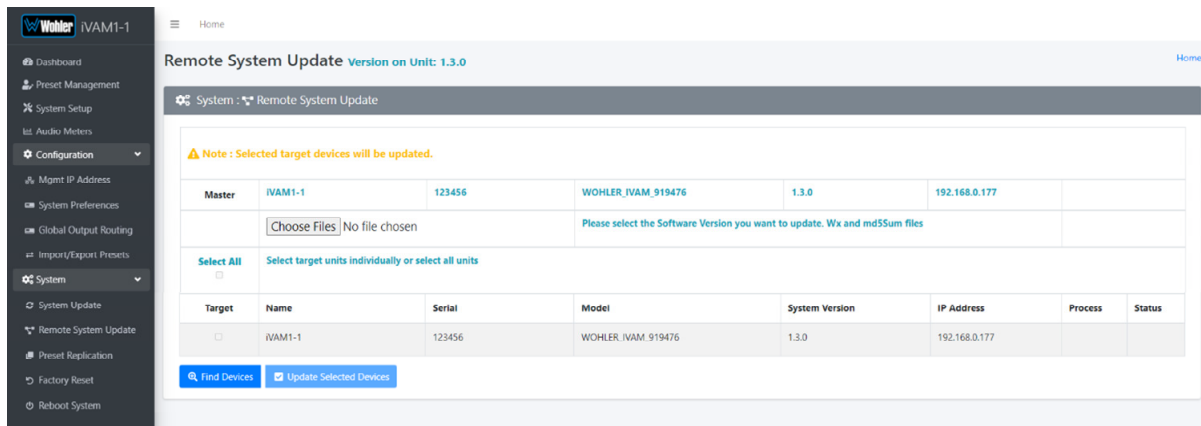 Wohler iVAM1-1
Home
Dashboard
Preset Management
System Setup
Audio Meters
Configuration
Mgmt IP Address
System Preferences
Global Output Routing
Import/Export Presets
System
System Update
Remote System Update
Preset Replication
Factory Reset
Reboot System
Remote System Update Version on Unit: 1.3.0
Home
System : Remote System Update
Note : Selected target devices will be updated.
Master iVAM1-1 123456 WOHLER_IVAM_919476 1.3.0 192.168.0.177
Choose Files No file chosen Please select the Software Version you want to update. Wx and md5Sum files
Select All Select target units individually or select all units
Target Name Serial Model System Version IP Address Process Status
iVAM1-1 123456 WOHLER_IVAM_919476 1.3.0 192.168.0.177
Find Devices Update Selected Devices